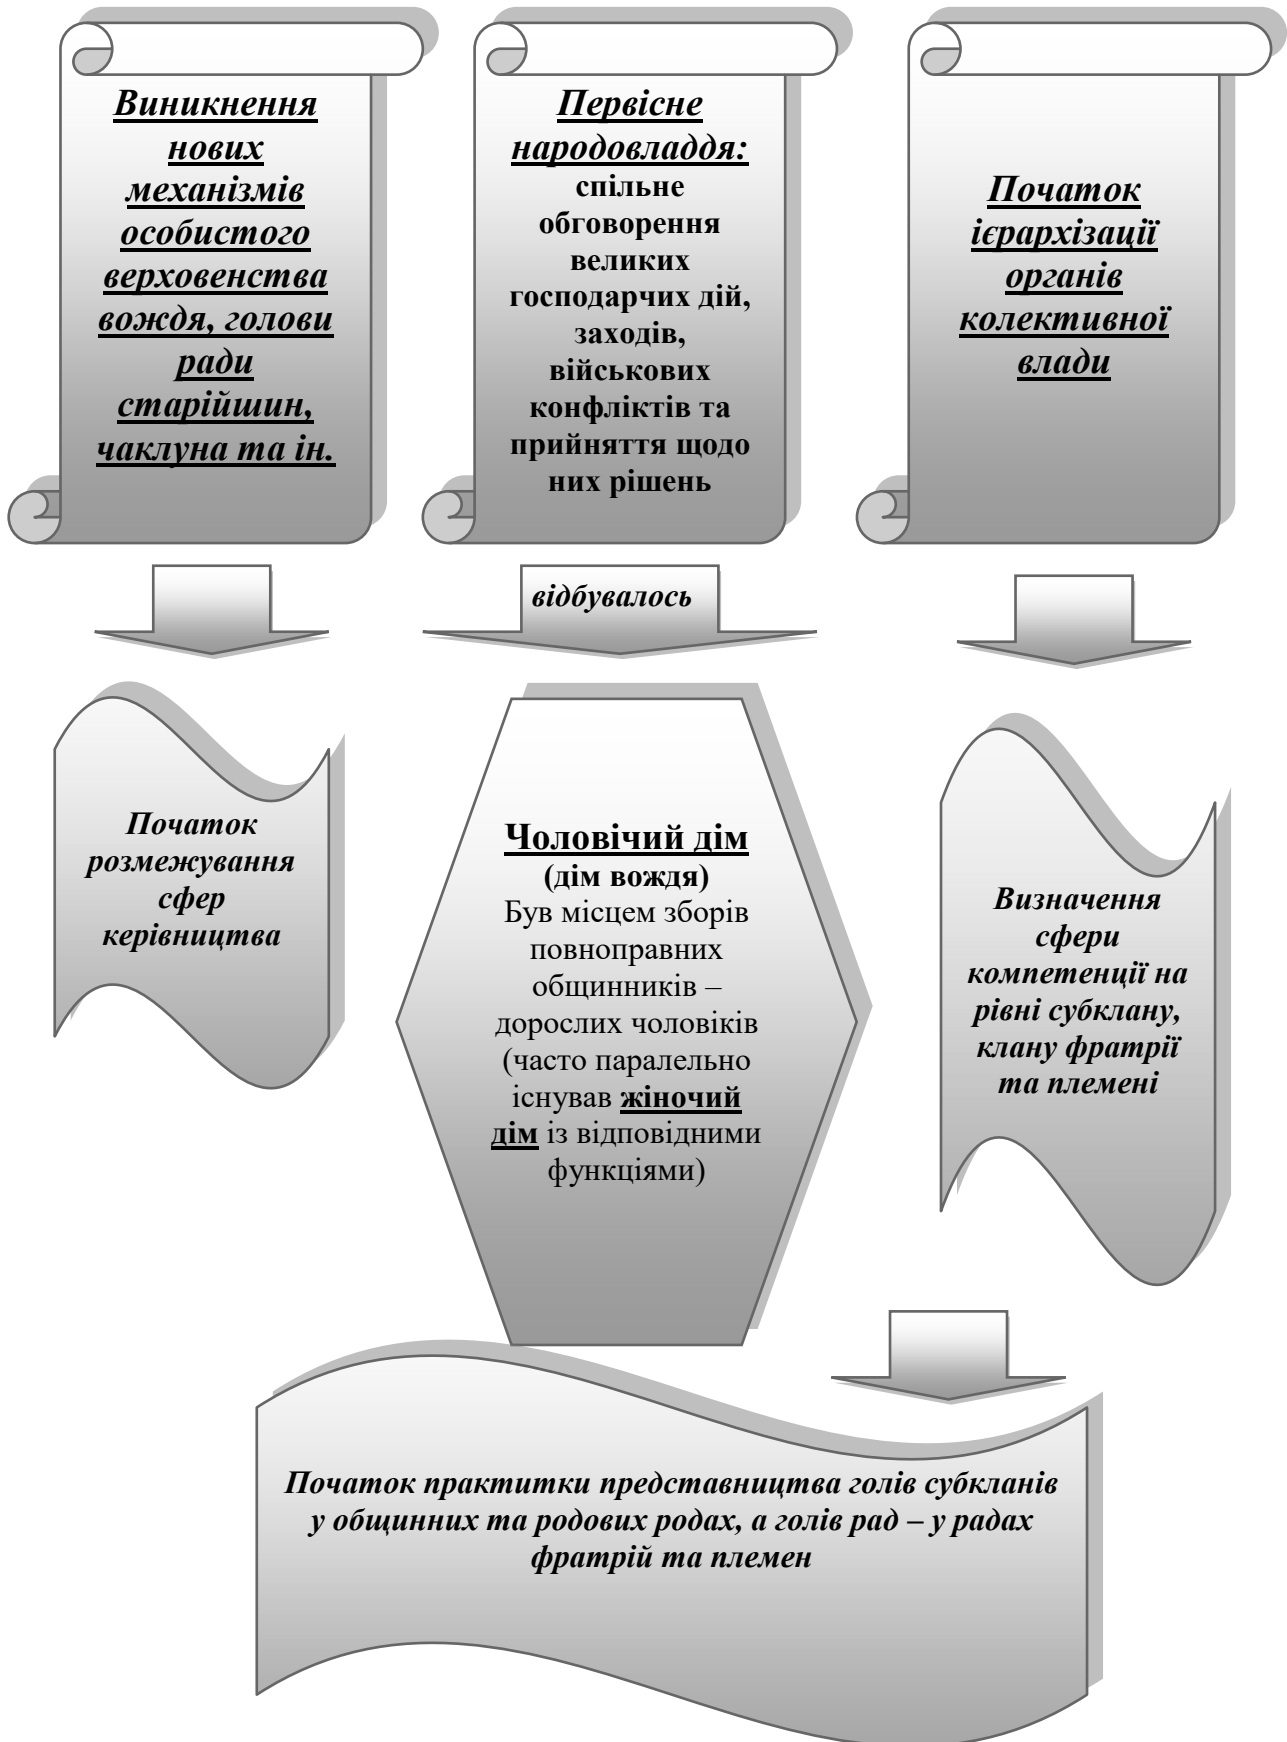 Виникнення
нових
механізмів
особистого
верховенства
вождя, голови
ради
старійшин,
чаклуна та ін.
Первісне
народовладдя:
спільне
обговорення
великих
господарчих дій,
заходів,
військових
конфліктів та
прийняття щодо
них рішень
Початок
ієрархізації
органів
колективної
влади
відбувалось
Початок
розмежування
сфер
керівництва
Чоловічий дім
(дім вождя)
Був місцем зборів
повноправних
общинників –
дорослих чоловіків
(часто паралельно
існував жіночий
дім із відповідними
функціями)
Визначення
сфери
компетенції на
рівні субклану,
клану фратрії
та племені
Початок практитки представництва голів субкланів
у общинних та родових родах, а голів рад – у радах
фратрій та племен